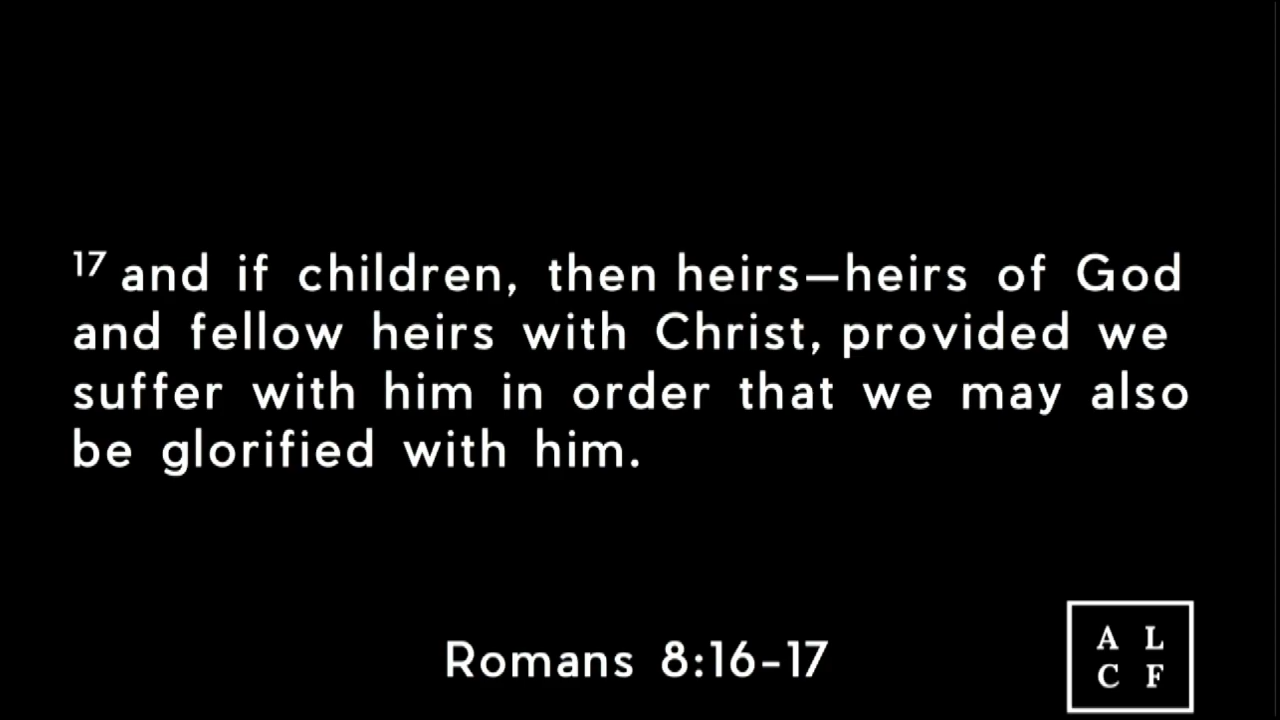 17 and if children, then heirs—heirs of God
and fellow heirs with Christ, provided we
suffer with him in order that we may also
be glorified with him.
Romans 8:16-17
A L
C F